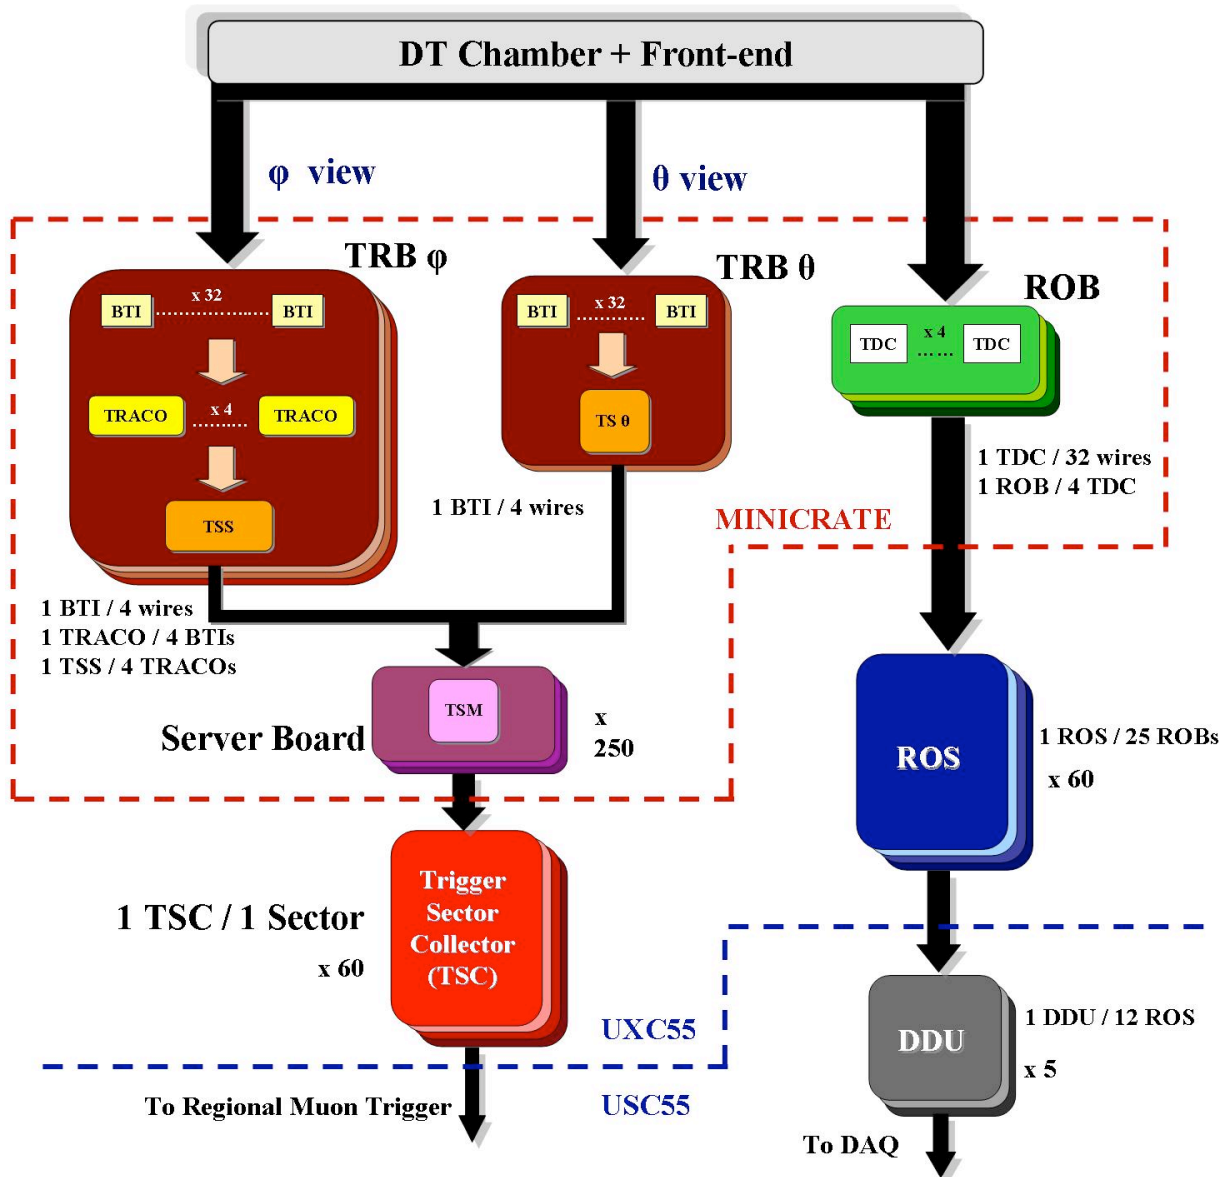 DT Chamber + Front-end
φ view
θ view
TRB φ
BTI
x 32
BTI
TRACO
x 4
TRACO
TSS
TRB θ
BTI
x 32
BTI
TS θ
ROB
TDC
x 4
TDC
1 TDC / 32 wires
1 ROB / 4 TDC
1 BTI / 4 wires
MINICRATE
1 BTI / 4 wires
1 TRACO / 4 BTIs
1 TSS / 4 TRACOs
TSM
Server Board
x
250
ROS
1 ROS / 25 ROBs
x 60
1 TSC / 1 Sector
x 60
Trigger
Sector
Collector
(TSC)
UXC55
DDU
1 DDU / 12 ROS
x 5
To Regional Muon Trigger
USC55
To DAQ